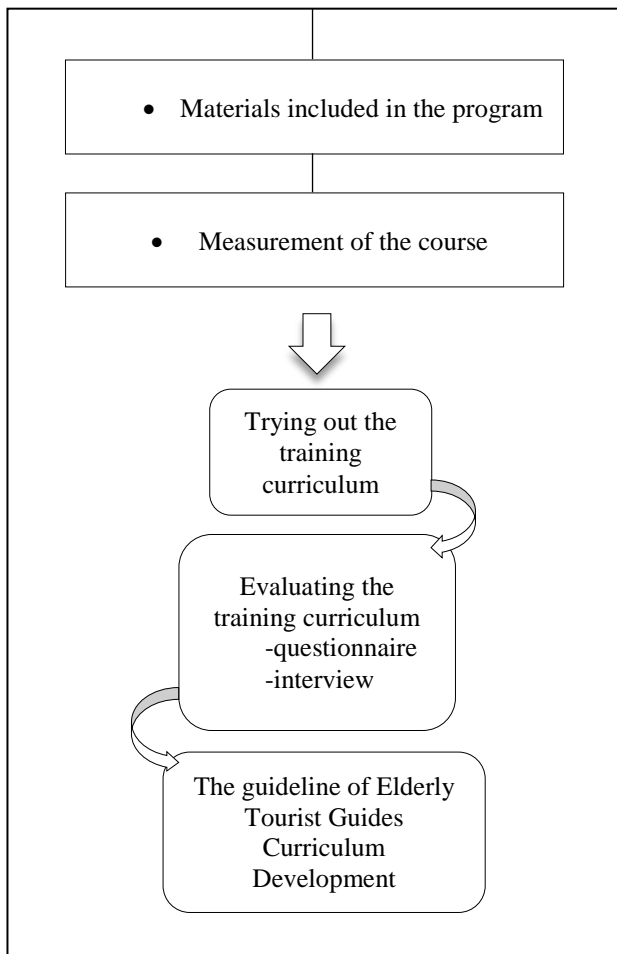 • Materials included in the program
• Measurement of the course
Trying out the
training
curriculum
Evaluating the
training curriculum
-questionnaire
-interview
The guideline of Elderly
Tourist Guides
Curriculum
Development